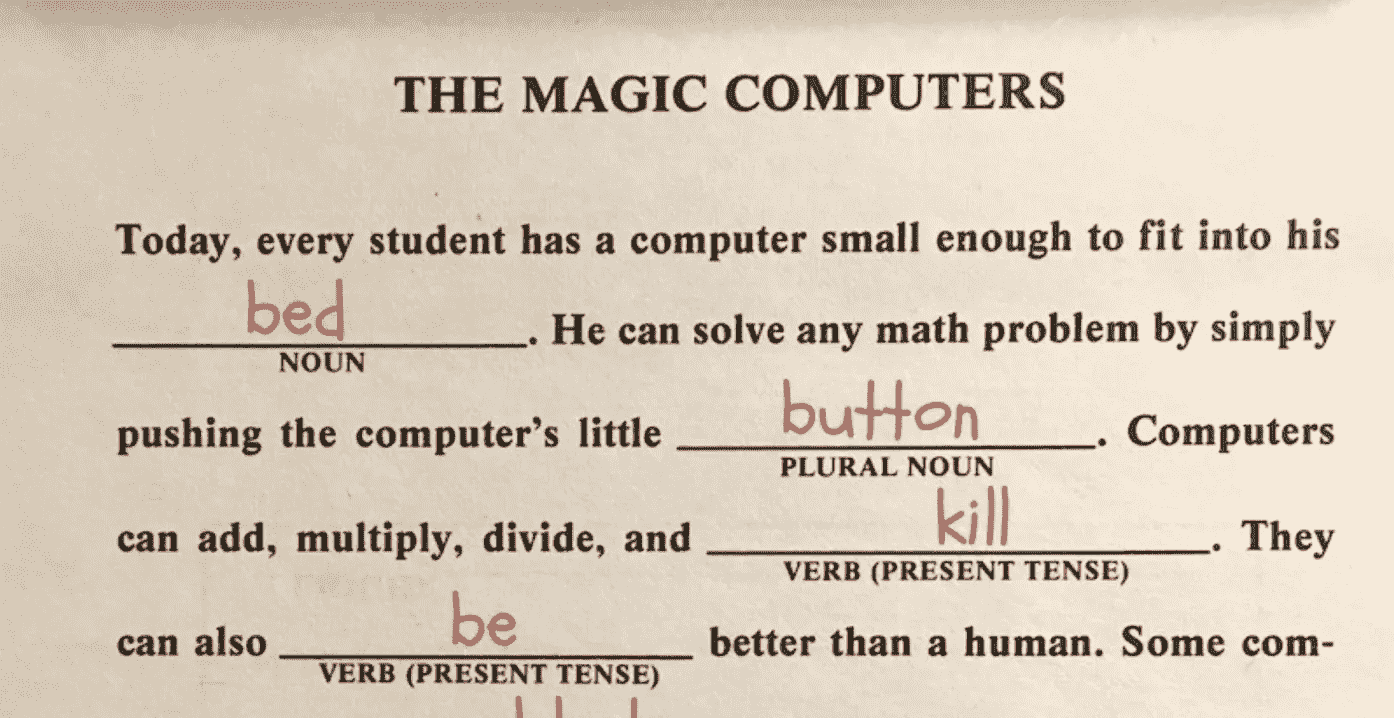 THE MAGIC COMPUTERS
Today, every student has a computer small enough to fit into his
bed. He can solve any math problem by simply
NOUN
pushing the computer's little button. Computers
PLURAL NOUN
can add, multiply, divide, and kill. They
VERB (PRESENT TENSE)
can also be better than a human. Some com-
VERB (PRESENT TENSE)